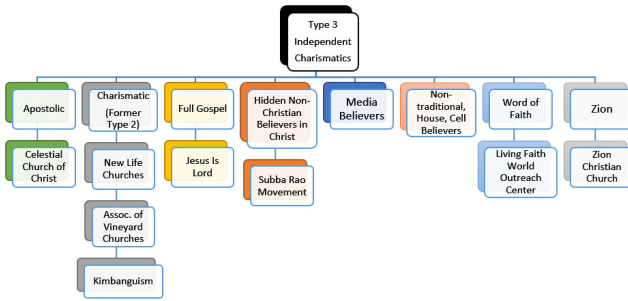 Type 3
Independent
Charismatics
Apostolic
Charismatic
(Former
Type 2)
Full Gospel
Hidden Non-
Christian
Believers in
Christ
Media
Believers
Non-
traditional,
House, Cell
Believers
Word of
Faith
Zion
Celestial
Church of
Christ
New Life
Churches
Jesus Is
Lord
Subba Rao
Movement
Living Faith
World
Outreach
Center
Zion
Christian
Church
Assoc. of
Vineyard
Churches
Kimbanguism